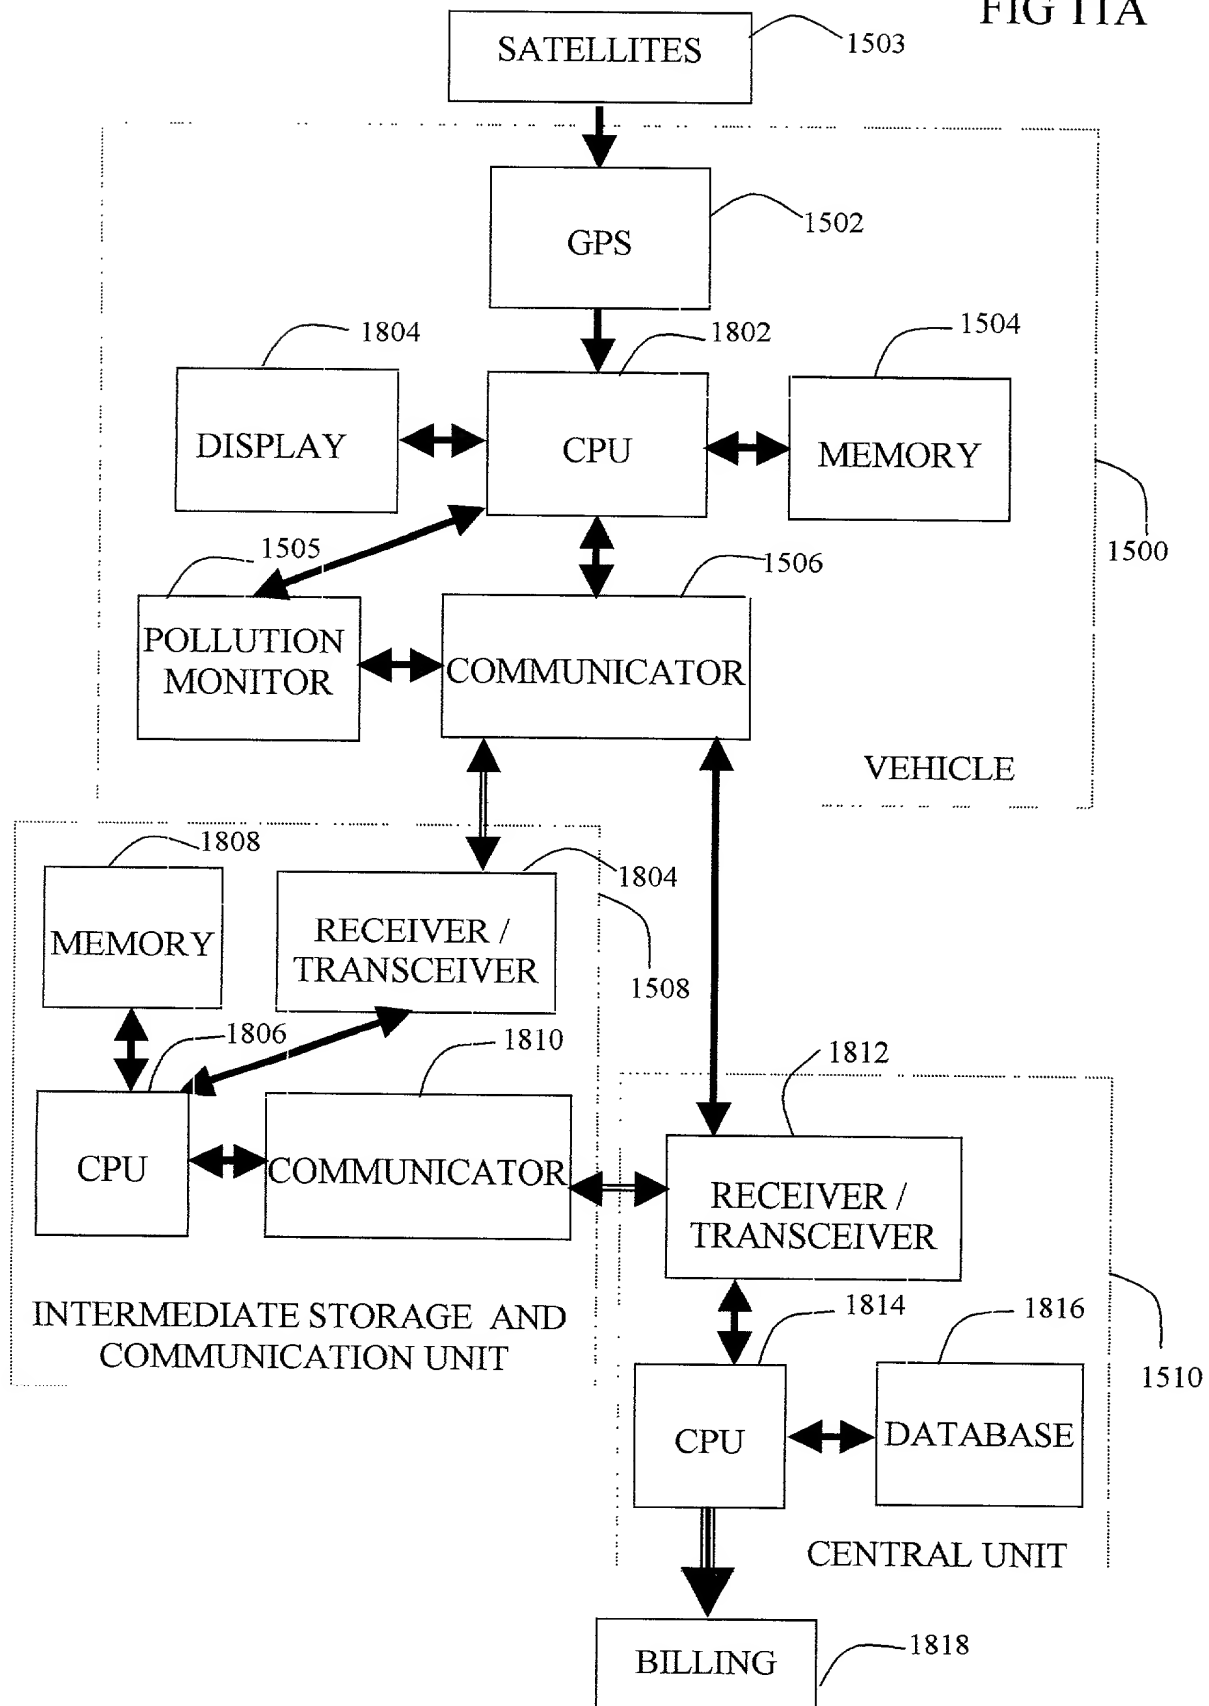 FIG 11A
SATELLITES
1503
GPS
1502
1804
1802
1504
DISPLAY
CPU
MEMORY
1500
1505
1506
POLLUTION
MONITOR
COMMUNICATOR
VEHICLE
1808
1804
MEMORY
RECEIVER /
TRANSCEIVER
1508
1806
1810
1812
CPU
COMMUNICATOR
RECEIVER /
TRANSCEIVER
INTERMEDIATE STORAGE AND
COMMUNICATION UNIT
1814
1816
1510
CPU
DATABASE
CENTRAL UNIT
BILLING
1818